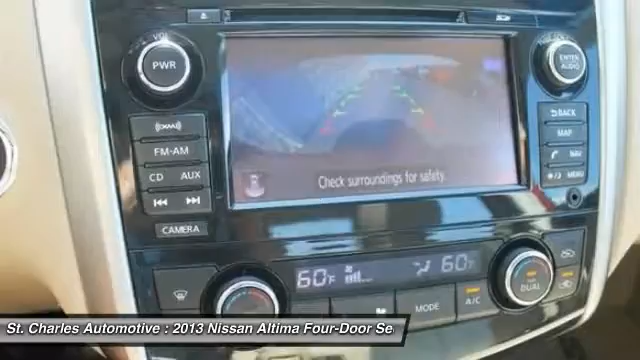 VOL
PWR
ENTER
AUDIO
((XM))
FM-AM
CD AUX
CAMERA
BACK
MAP
NAV
MENU
Check surroundings for safety.
60°F
60°F
MODE
A/C
DUAL
St. Charles Automotive : 2013 Nissan Altima Four-Door Se